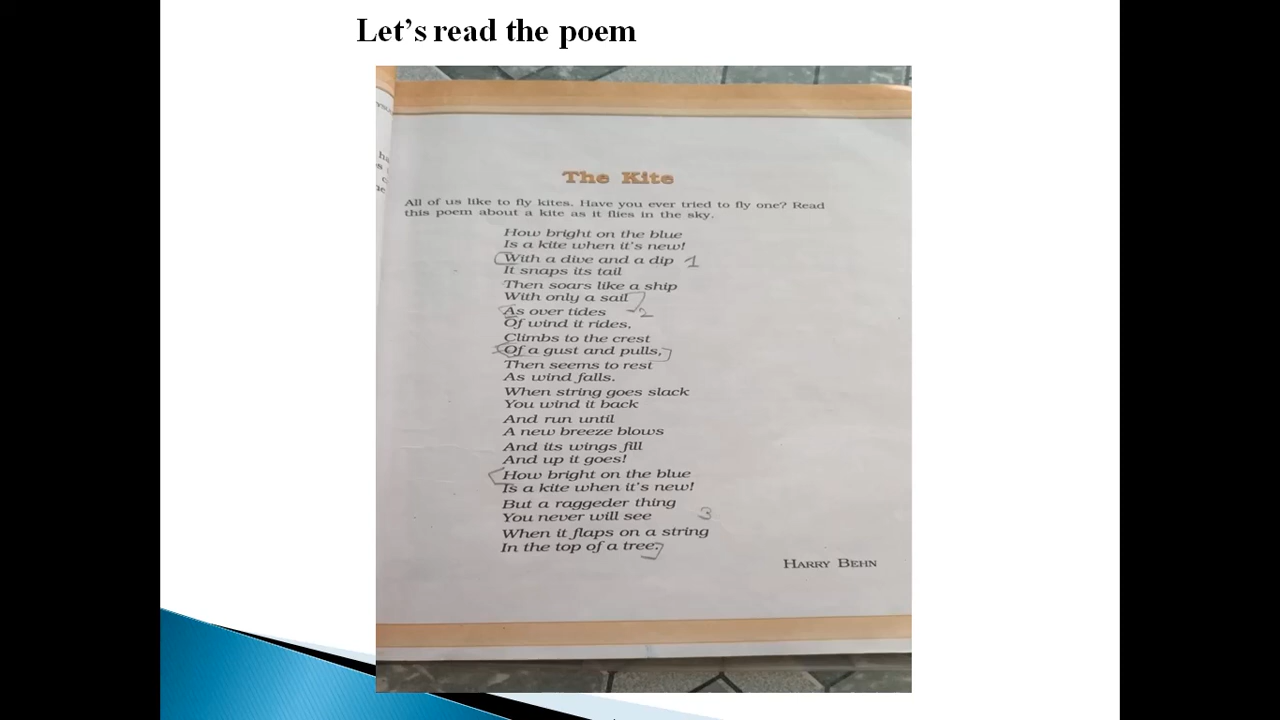 Let's read the poem
The Kite
All of us like to fly kites. Have you ever tried to fly one? Read
this poem about a kite as it flies in the sky.
How bright on the blue
Is a kite when it's new!
With a dive and a dip 1
It snaps its tail
Then soars like a ship
With only a sail
As over tides 2
Of wind it rides,
Climbs to the crest
Of a gust and pulls,
Then seems to rest
As wind falls.
When string goes slack
You wind it back
And run until
A new breeze blows
And its wings fill
And up it goes!
How bright on the blue
Is a kite when it's new!
But a raggeder thing
You never will see 3
When it flaps on a string
In the top of a tree.
HARRY BEHN